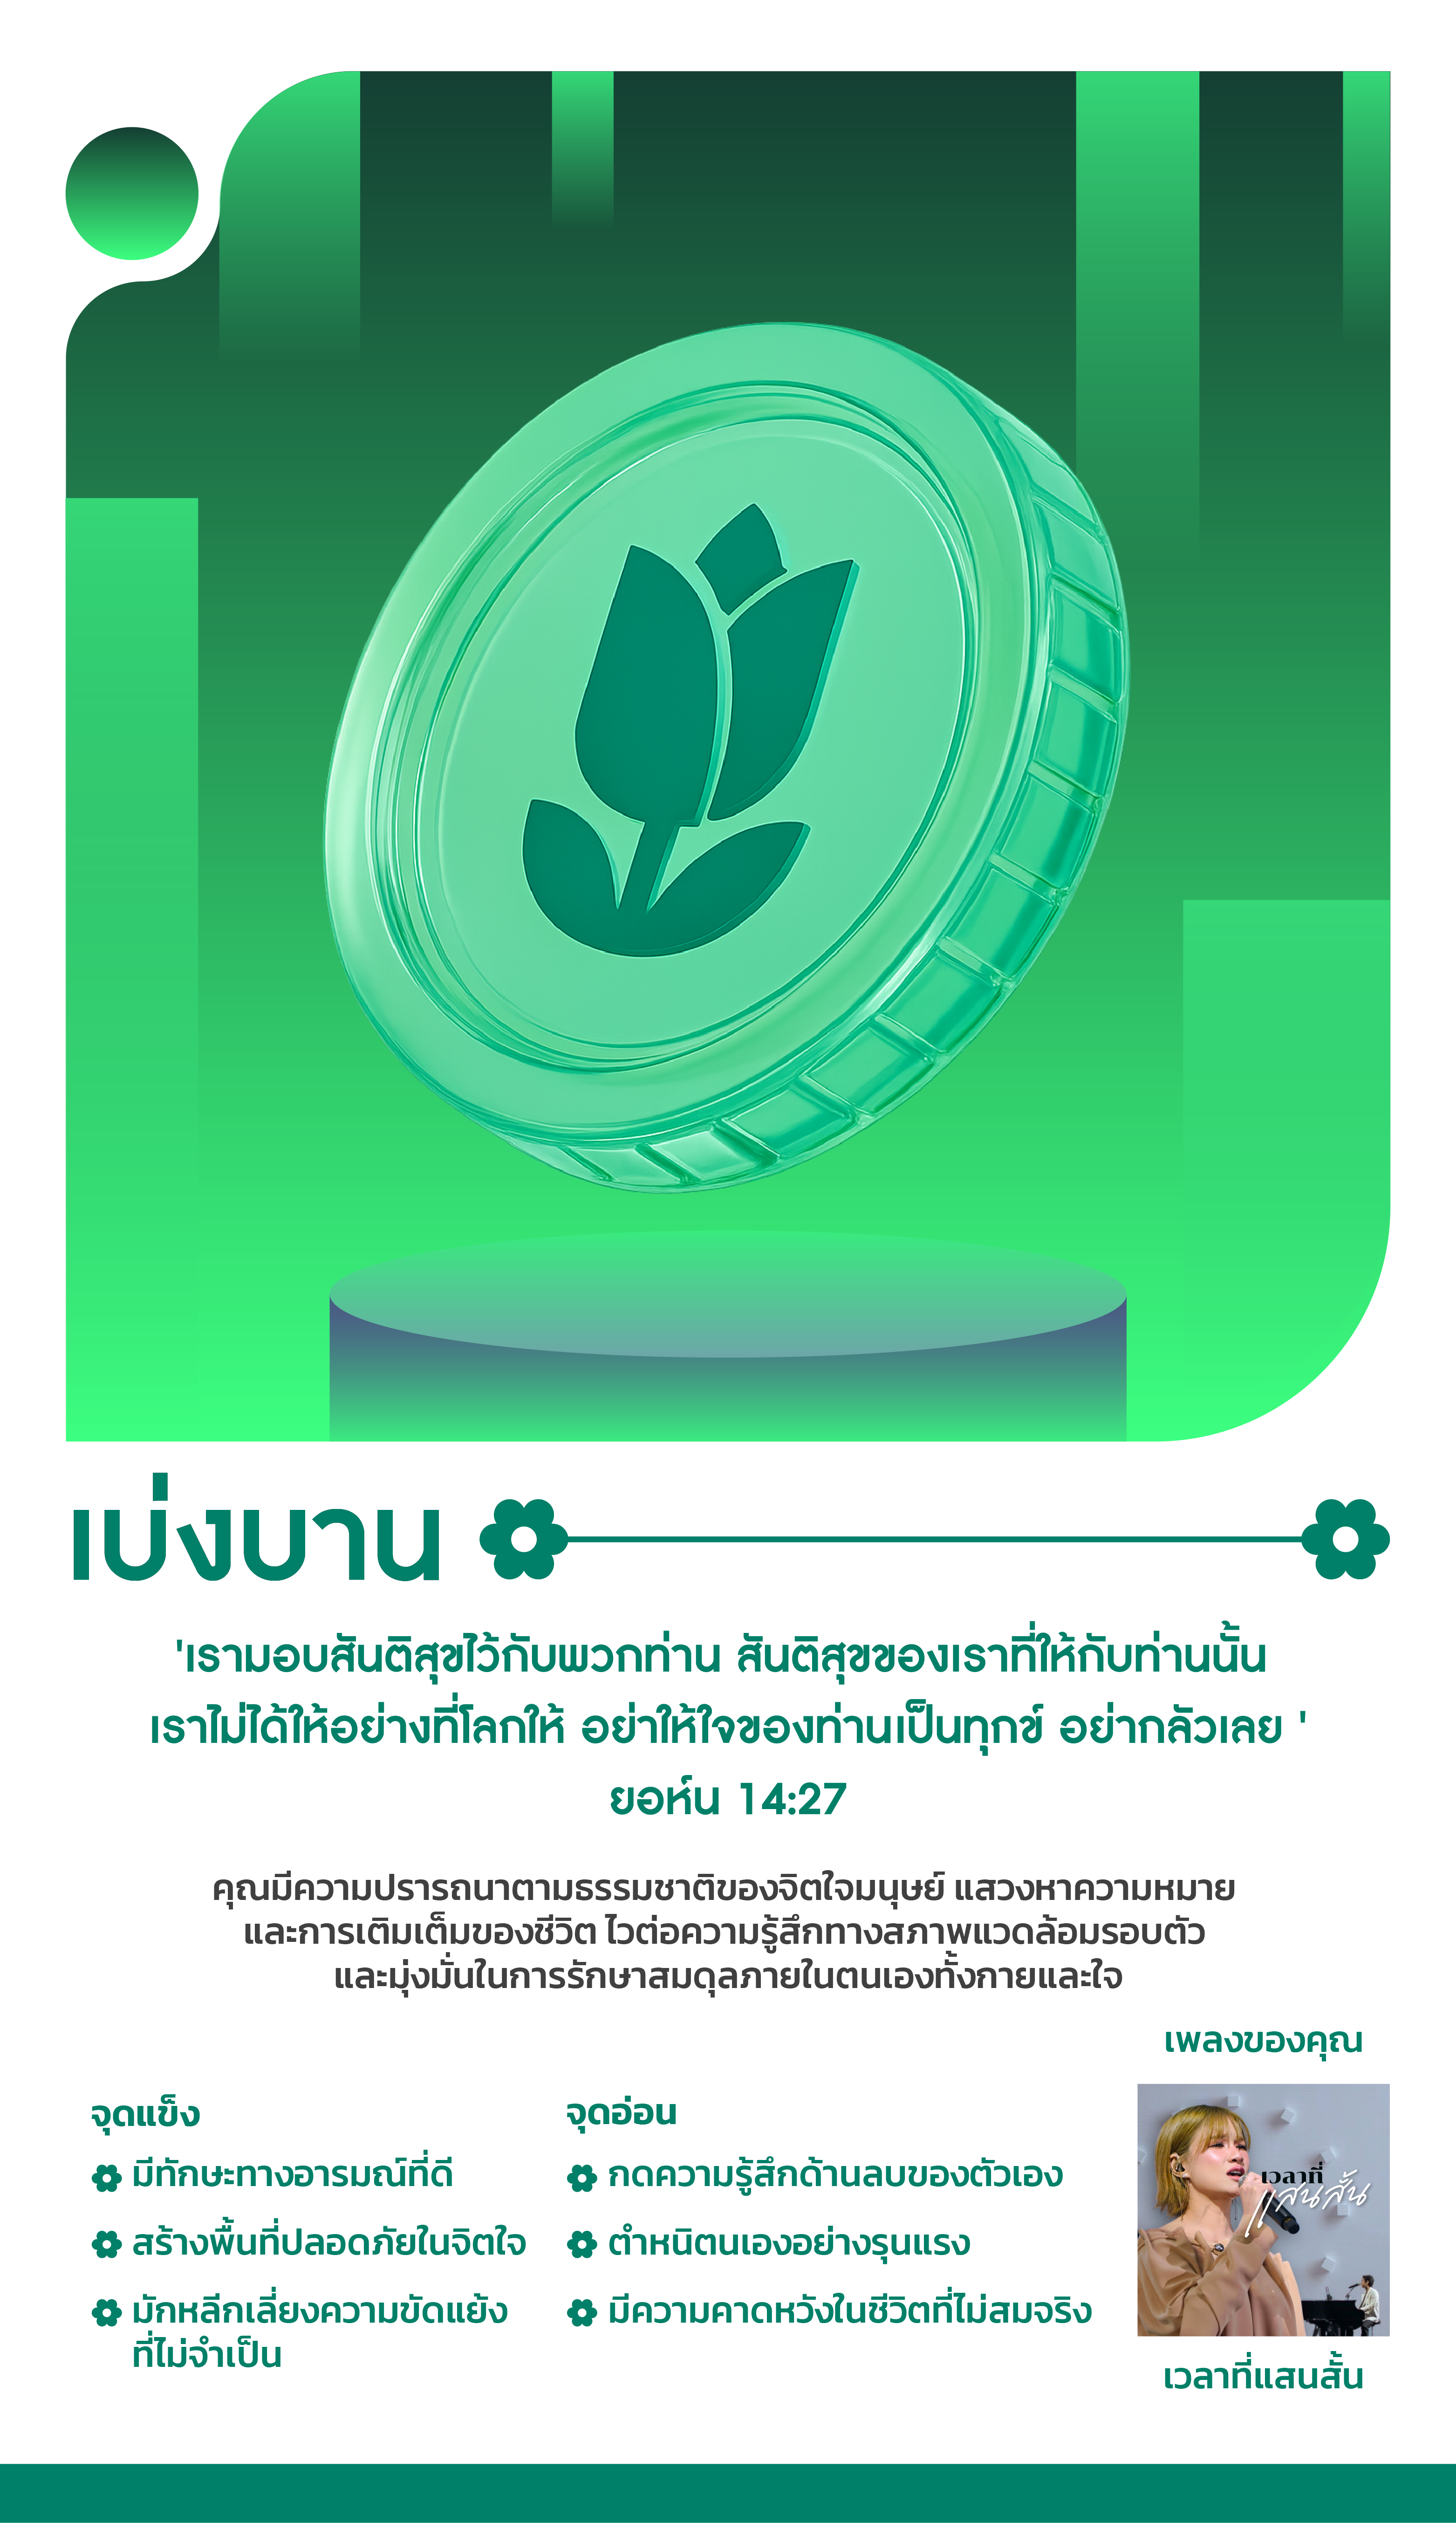 เบ่งบาน
'เรามอบสันติสุขไว้กับพวกท่าน สันติสุขของเราที่ให้กับท่านนั้น
เราไม่ได้ให้อย่างที่โลกให้ อย่าให้ใจของท่านเป็นทุกข์ อย่ากลัวเลย '
ยอห์น 14:27
คุณมีความปรารถนาตามธรรมชาติของจิตใจมนุษย์ แสวงหาความหมาย
และการเติมเต็มของชีวิต ไวต่อความรู้สึกทางสภาพแวดล้อมรอบตัว
และมุ่งมั่นในการรักษาสมดุลภายในตนเองทั้งกายและใจ
จุดแข็ง
มีทักษะทางอารมณ์ที่ดี
สร้างพื้นที่ปลอดภัยในจิตใจ
มักหลีกเลี่ยงความขัดแย้ง
ที่ไม่จำเป็น
จุดอ่อน
กดความรู้สึกด้านลบของตัวเอง
ตำหนิตนเองอย่างรุนแรง
มีความคาดหวังในชีวิตที่ไม่สมจริง
เพลงของคุณ
เวลาที่
แสนสั้น
เวลาที่แสนสั้น